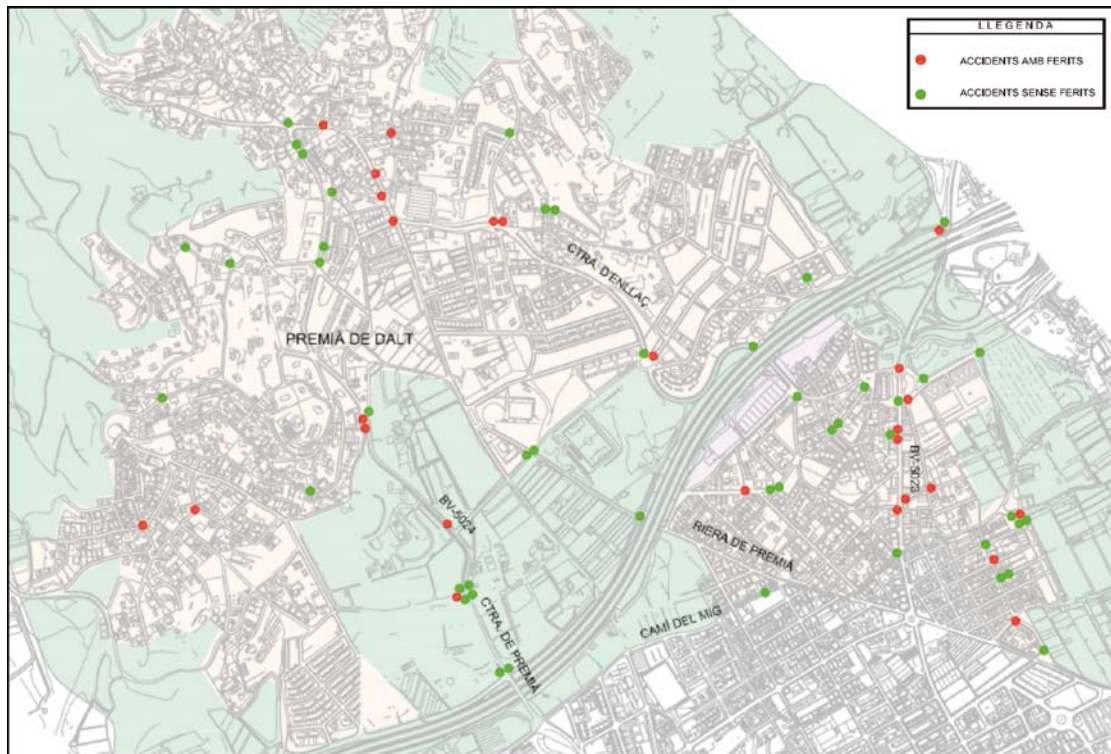 LLEGENDA
ACCIDENTS AMB FERITS
ACCIDENTS SENSE FERITS
CTRA. D'ENLLAÇ
PREMIÀ DE DALT
BV-5023
BV-5024
RIERA DE PREMIÀ
CTRA. DE PREMIÀ
CAMÍ DEL MIG